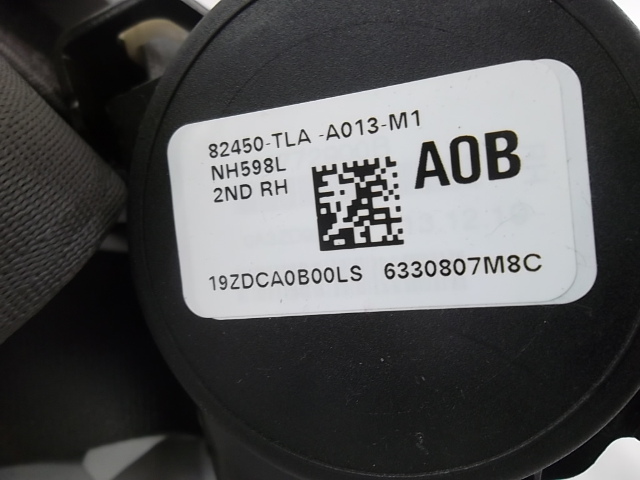 82450-TLA -A013-M1
NH598L
2ND RH
A0B
19ZDCA0B00LS 6330807M8C